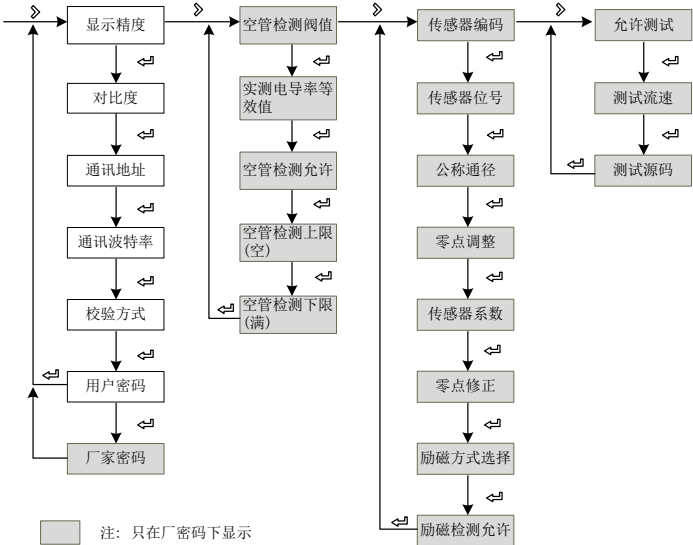 显示精度
对比度
通讯地址
通讯波特率
校验方式
用户密码
厂家密码
空管检测阀值
实测电导率等
效值
空管检测允许
空管检测上限
(空)
空管检测下限
(满)
传感器编码
传感器位号
公称通径
零点调整
传感器系数
零点修正
励磁方式选择
励磁检测允许
允许测试
测试流速
测试源码
注: 只在厂密码下显示